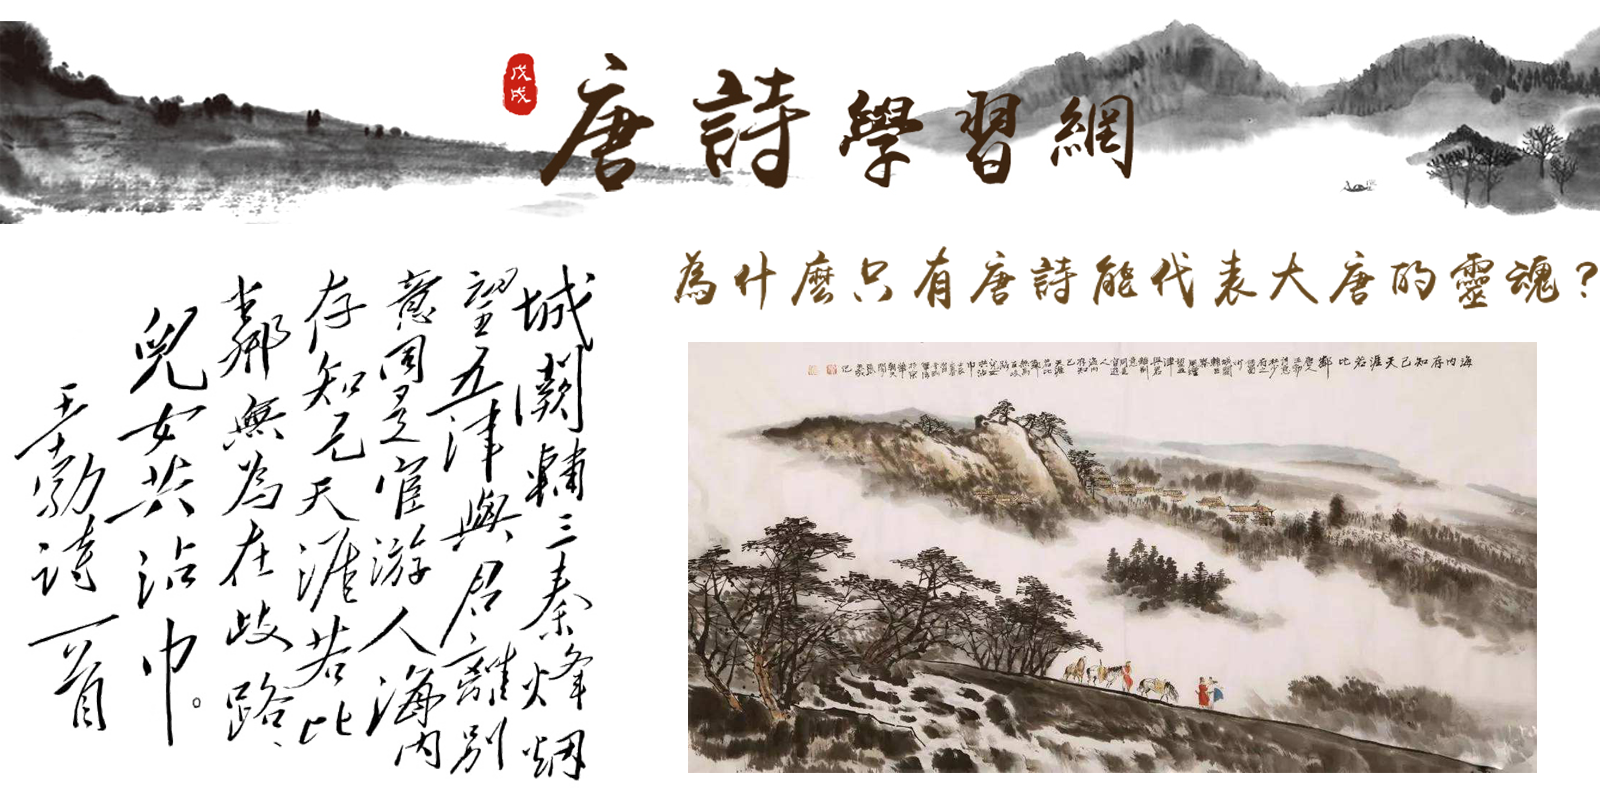 戊戌
唐詩學習網
為什麼只有唐詩能代表大唐的靈魂？
城闕輔三秦烽烟
望五津與君離別
意同是宦游人海内
存知己天涯若比
鄰無為在歧路、
兒女共沾巾。
王勃詩一首
海内存知己天涯若比鄰